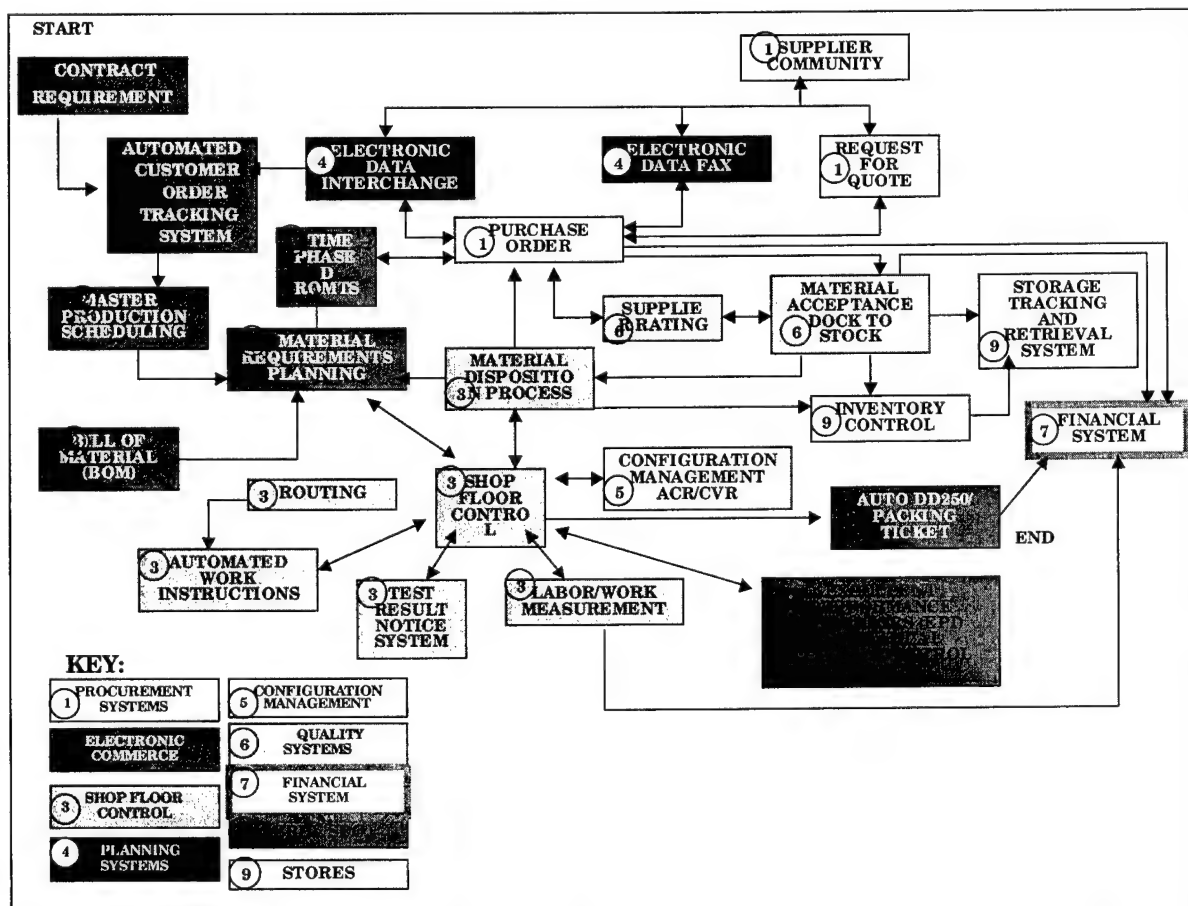 START
CONTRACT
REQUIREMENT
1 SUPPLIER
COMMUNITY
AUTOMATED
CUSTOMER
ORDER
TRACKING
SYSTEM
4 ELECTRONIC
DATA
INTERCHANGE
4 ELECTRONIC
DATA FAX
1 REQUEST
FOR
QUOTE
TIME
PHASE
D
RQMTS
1 PURCHASE
ORDER
MASTER
PRODUCTION
SCHEDULING
SUPPLIE
R RATING
6
MATERIAL
ACCEPTANCE
DOCK TO
6 STOCK
STORAGE
TRACKING
AND
9 RETRIEVAL
SYSTEM
MATERIAL
REQUIREMENTS
PLANNING
MATERIAL
DISPOSITIO
3 N PROCESS
9 INVENTORY
CONTROL
7 FINANCIAL
SYSTEM
BILL OF
MATERIAL
(BOM)
3 ROUTING
3 SHOP
FLOOR
CONTRO
L
CONFIGURATION
MANAGEMENT
5 ACR/CVR
AUTO DD250/
PACKING
TICKET
END
3 AUTOMATED
WORK
INSTRUCTIONS
3 TEST
RESULT
NOTICE
SYSTEM
3 LABOR/WORK
MEASUREMENT
(EPD
KEY:
1 PROCUREMENT
SYSTEMS
ELECTRONIC
COMMERCE
3 SHOP FLOOR
CONTROL
4 PLANNING
SYSTEMS
5 CONFIGURATION
MANAGEMENT
6 QUALITY
SYSTEMS
7 FINANCIAL
SYSTEM
9 STORES